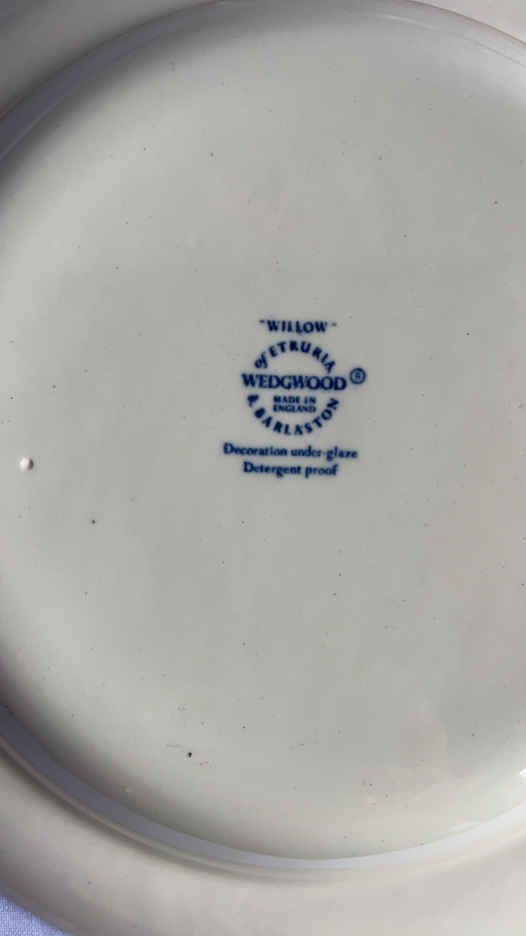 "WILLOW"
of ETRURIA
WEDGWOOD ®
MADE IN
ENGLAND
& BARLASTON
Decoration under-glaze
Detergent proof